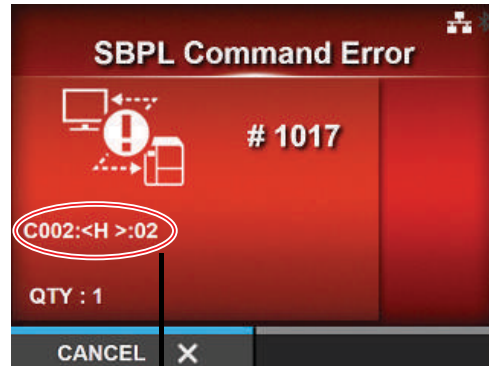 SBPL Command Error
# 1017
C002:<H >:02
QTY : 1
CANCEL